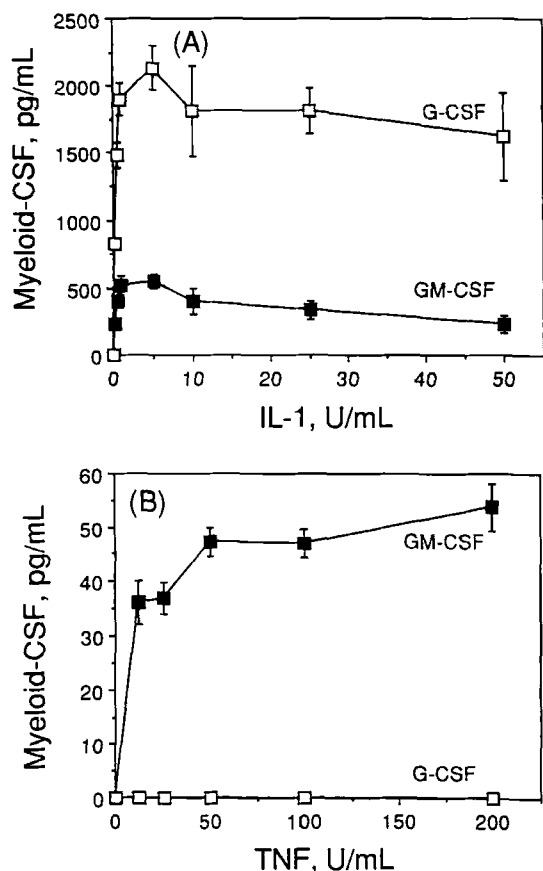 (A)
Myeloid-CSF, pg/mL
2500
2000
1500
1000
500
0
G-CSF
GM-CSF
0 10 20 30 40 50
IL-1, U/mL
(B)
Myeloid-CSF, pg/mL
60
50
40
30
20
10
0
GM-CSF
G-CSF
0 50 100 150 200
TNF, U/mL